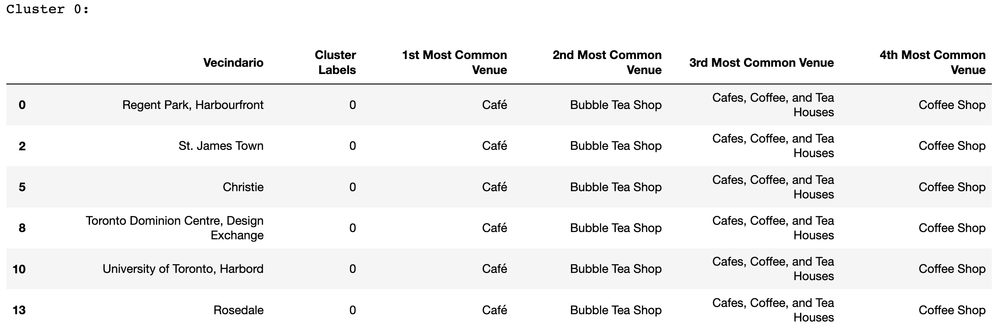 Cluster 0:
Vecindario Cluster Labels 1st Most Common Venue 2nd Most Common Venue 3rd Most Common Venue 4th Most Common Venue
0 Regent Park, Harbourfront 0 Café Bubble Tea Shop Cafes, Coffee, and Tea Houses Coffee Shop
2 St. James Town 0 Café Bubble Tea Shop Cafes, Coffee, and Tea Houses Coffee Shop
5 Christie 0 Café Bubble Tea Shop Cafes, Coffee, and Tea Houses Coffee Shop
8 Toronto Dominion Centre, Design Exchange 0 Café Bubble Tea Shop Cafes, Coffee, and Tea Houses Coffee Shop
10 University of Toronto, Harbord 0 Café Bubble Tea Shop Cafes, Coffee, and Tea Houses Coffee Shop
13 Rosedale 0 Café Bubble Tea Shop Cafes, Coffee, and Tea Houses Coffee Shop